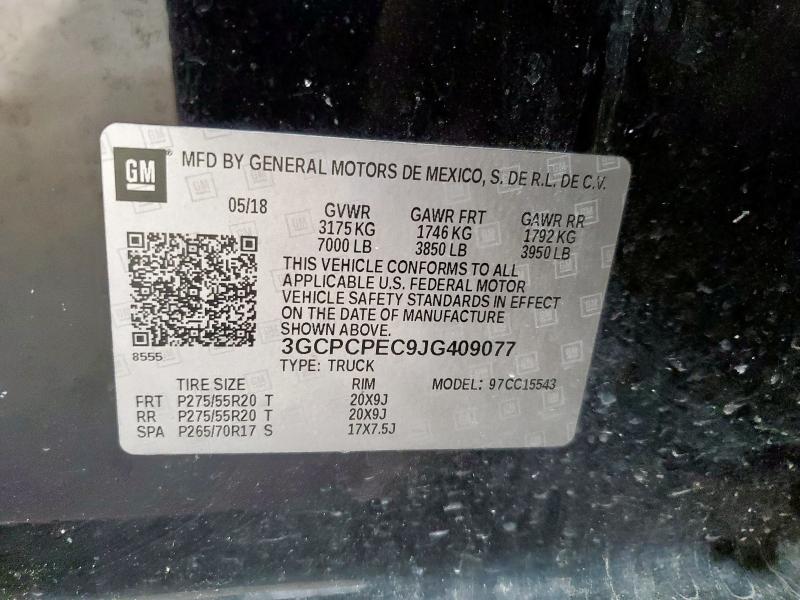 GM ® MFD BY GENERAL MOTORS DE MEXICO, S. DE R.L. DE C.V.
05/18 GVWR GAWR FRT GAWR RR
3175 KG 1746 KG 1792 KG
7000 LB 3850 LB 3950 LB
THIS VEHICLE CONFORMS TO ALL
APPLICABLE U.S. FEDERAL MOTOR
VEHICLE SAFETY STANDARDS IN EFFECT
ON THE DATE OF MANUFACTURE
SHOWN ABOVE.
8555 3GCPCPEC9JG409077
TYPE: TRUCK
TIRE SIZE RIM MODEL: 97CC15543
FRT P275/55R20 T 20X9J
RR P275/55R20 T 20X9J
SPA P265/70R17 S 17X7.5J